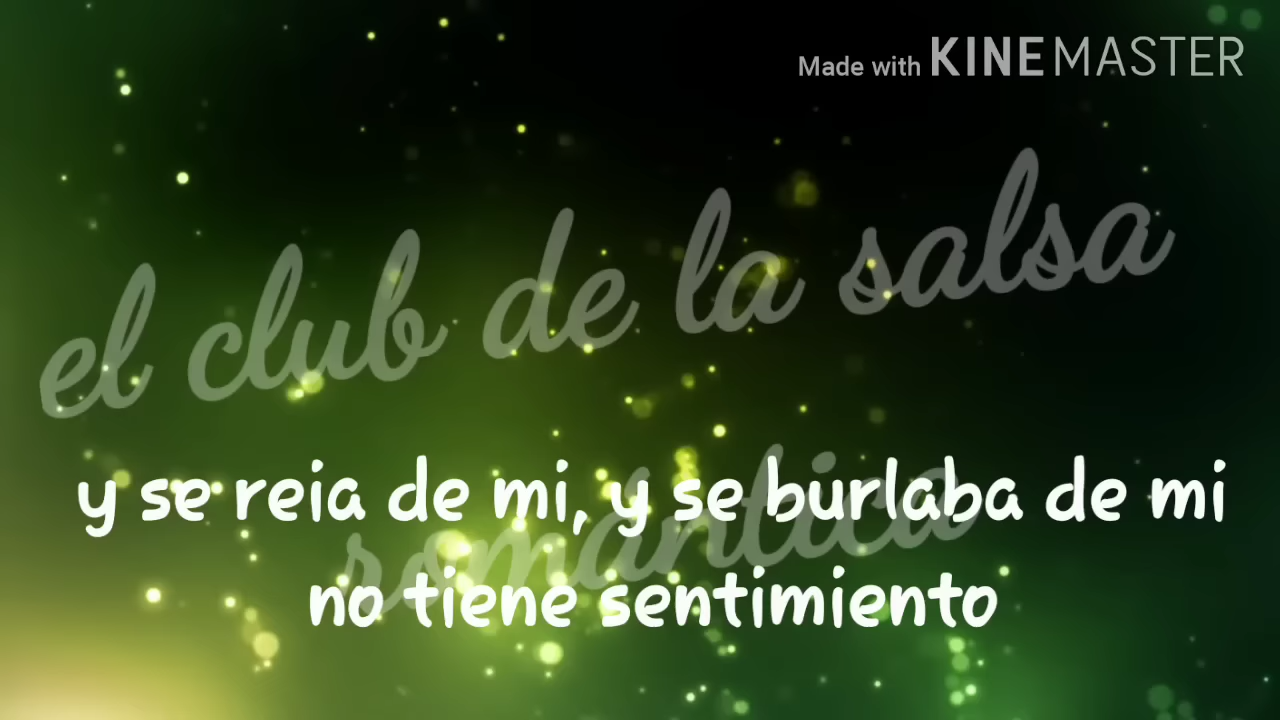 Made with KINEMASTER
el club de la salsa
romantica
y se reia de mi, y se burlaba de mi
no tiene sentimiento